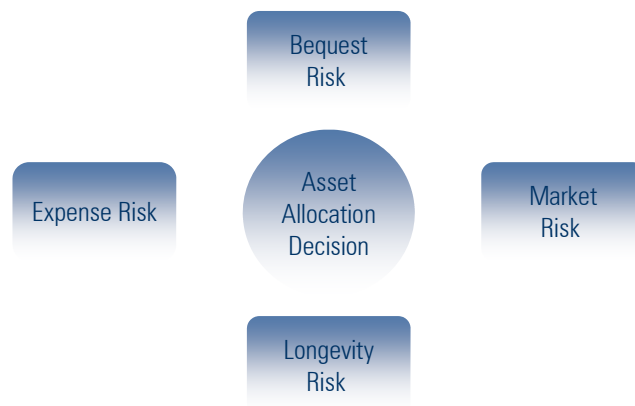 Bequest
Risk
Expense Risk
Asset
Allocation
Decision
Market
Risk
Longevity
Risk